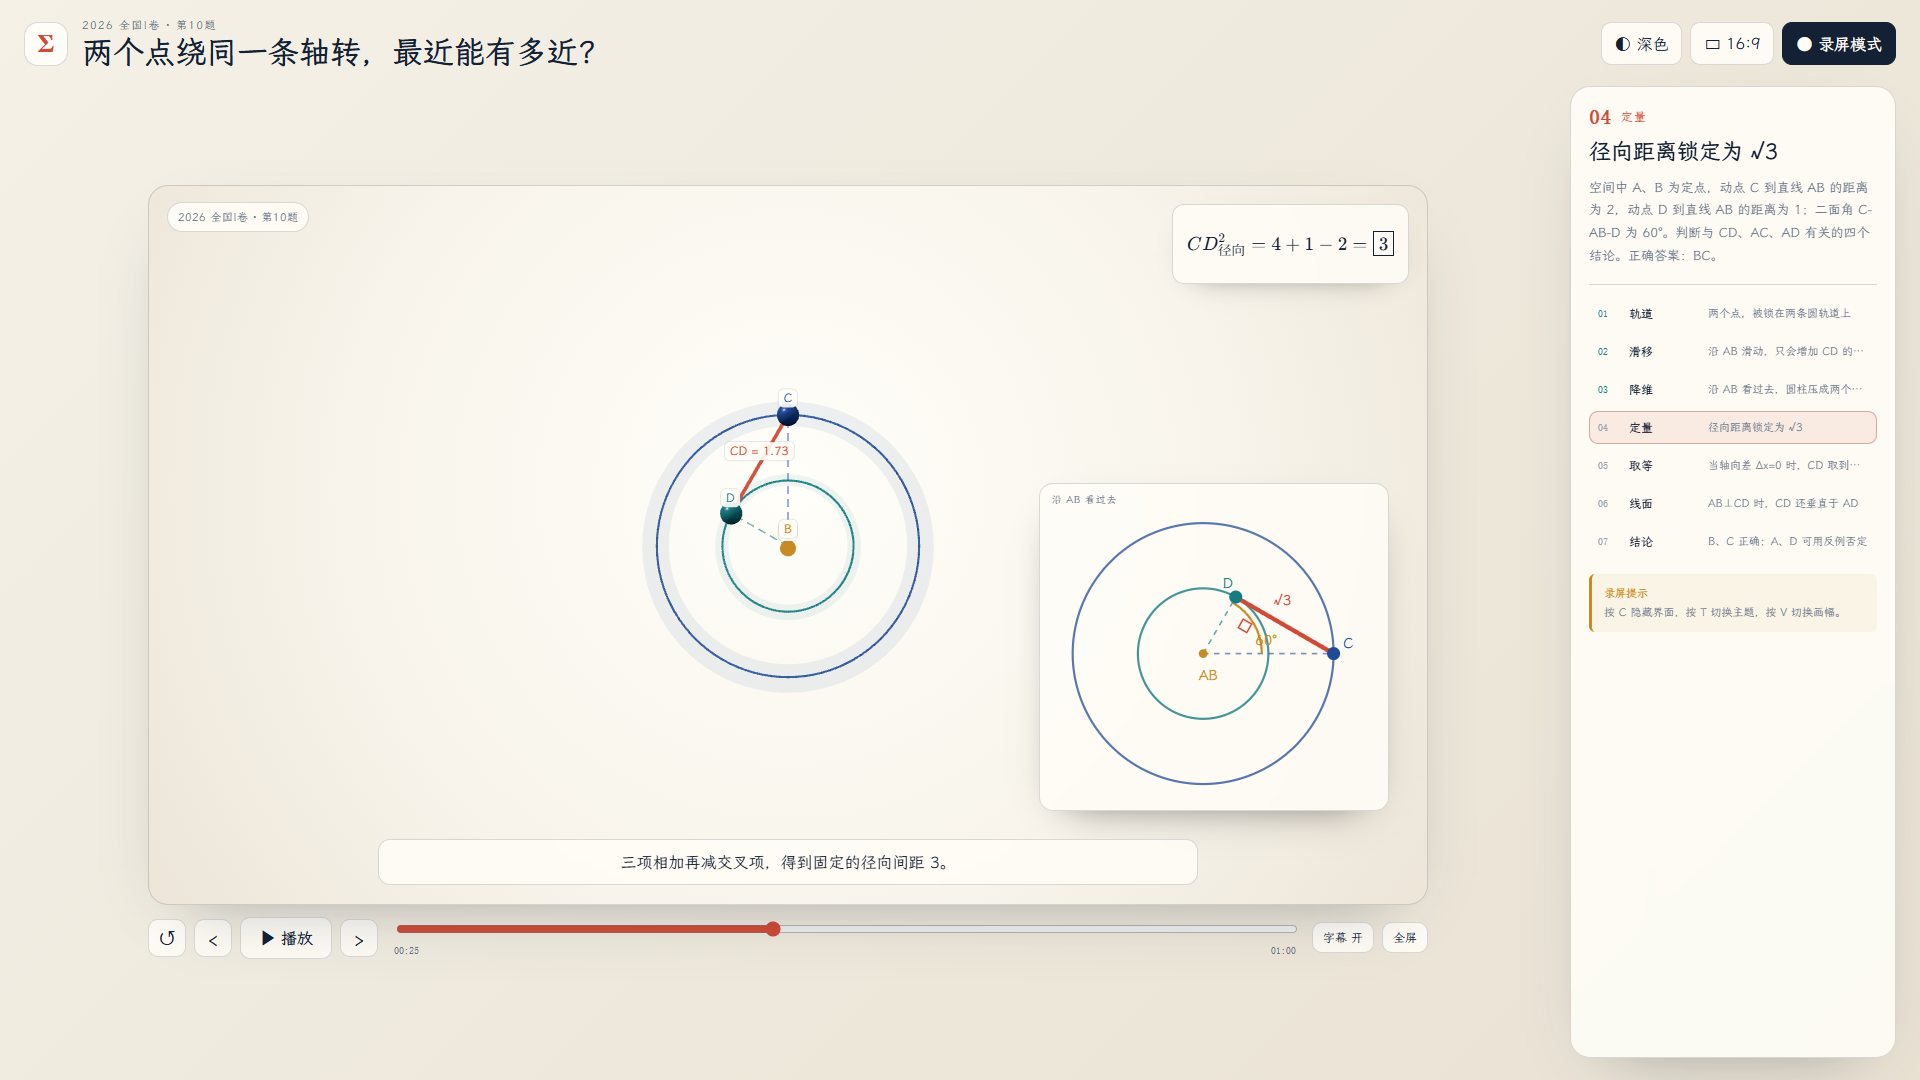 Σ
2026 全国I卷 · 第10题
两个点绕同一条轴转，最近能有多近？
深色
16:9
录屏模式
2026 全国I卷 · 第10题
CD²径向 = 4 + 1 − 2 = 3
C
CD = 1.73
D
B
沿 AB 看过去
D
√3
60°
C
AB
三项相加再减交叉项，得到固定的径向间距 3。
↺
<
▶ 播放
>
00:25
01:00
字幕 开
全屏
04 定量
径向距离锁定为 √3
空间中 A、B 为定点，动点 C 到直线 AB 的距离
为 2，动点 D 到直线 AB 的距离为 1；二面角 C-
AB-D 为 60°。判断与 CD、AC、AD 有关的四个
结论。正确答案：BC。
01 轨道 两个点，被锁在两条圆轨道上
02 滑移 沿 AB 滑动，只会增加 CD 的…
03 降维 沿 AB 看过去，圆柱压成两个…
04 定量 径向距离锁定为 √3
05 取等 当轴向差 Δx=0 时，CD 取到…
06 线面 AB⊥CD 时，CD 还垂直于 AD
07 结论 B、C 正确；A、D 可用反例否定
录屏提示
按 C 隐藏界面，按 T 切换主题，按 V 切换画幅。